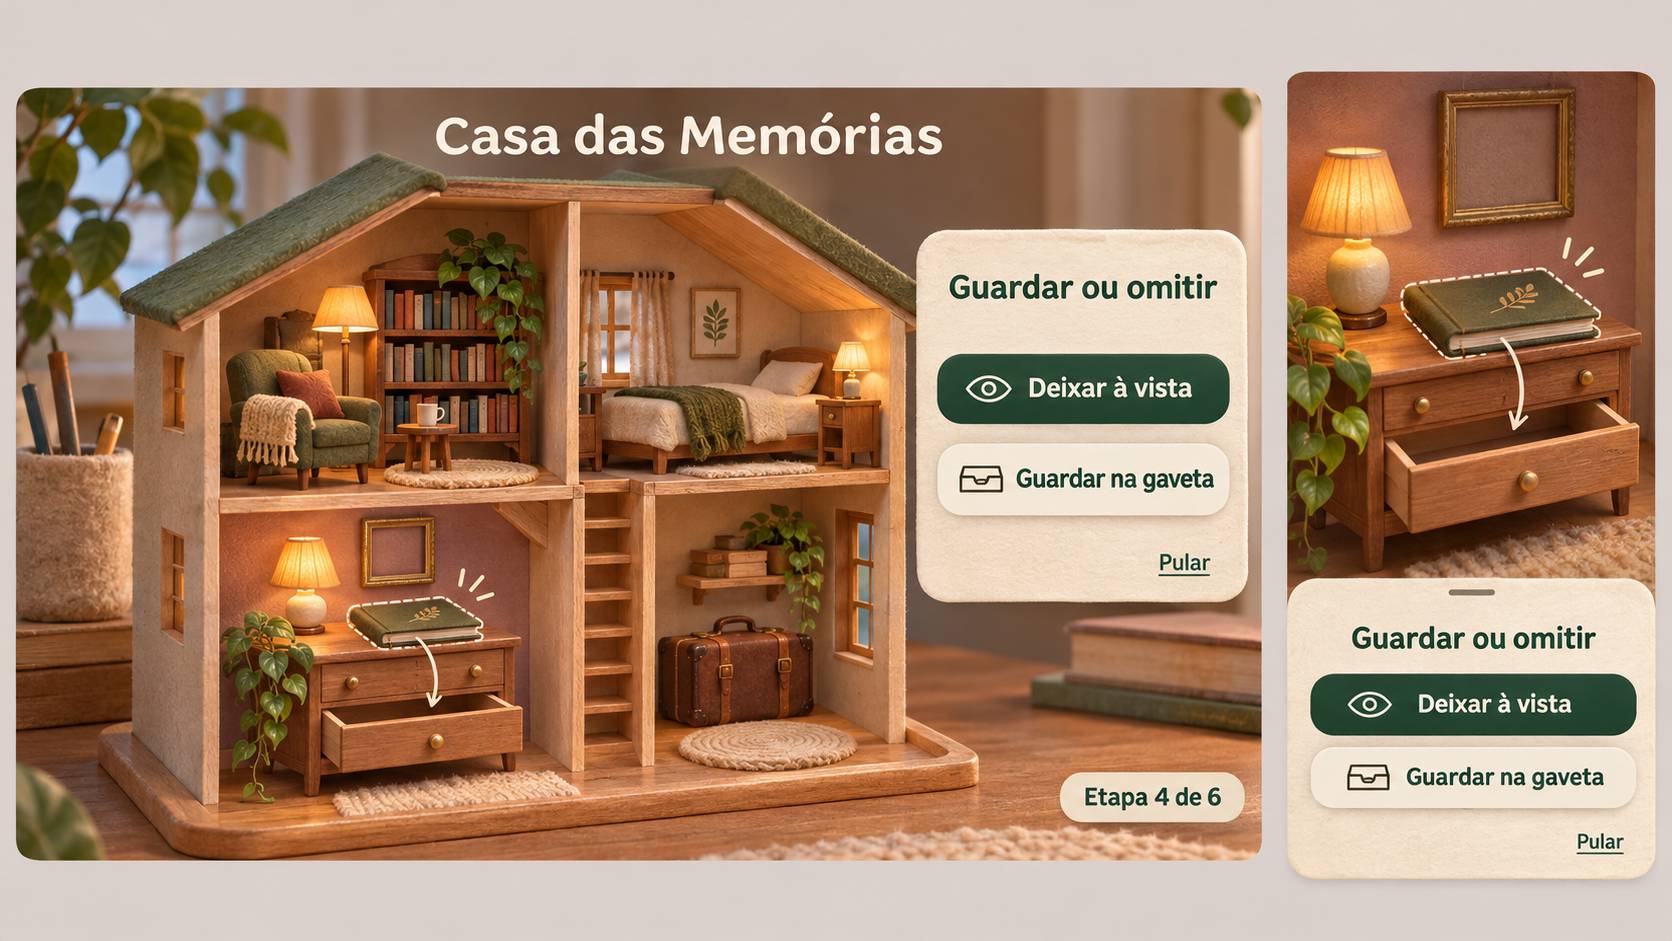 Casa das Memórias
Guardar ou omitir
Deixar à vista
Guardar na gaveta
Pular
Etapa 4 de 6
Guardar ou omitir
Deixar à vista
Guardar na gaveta
Pular